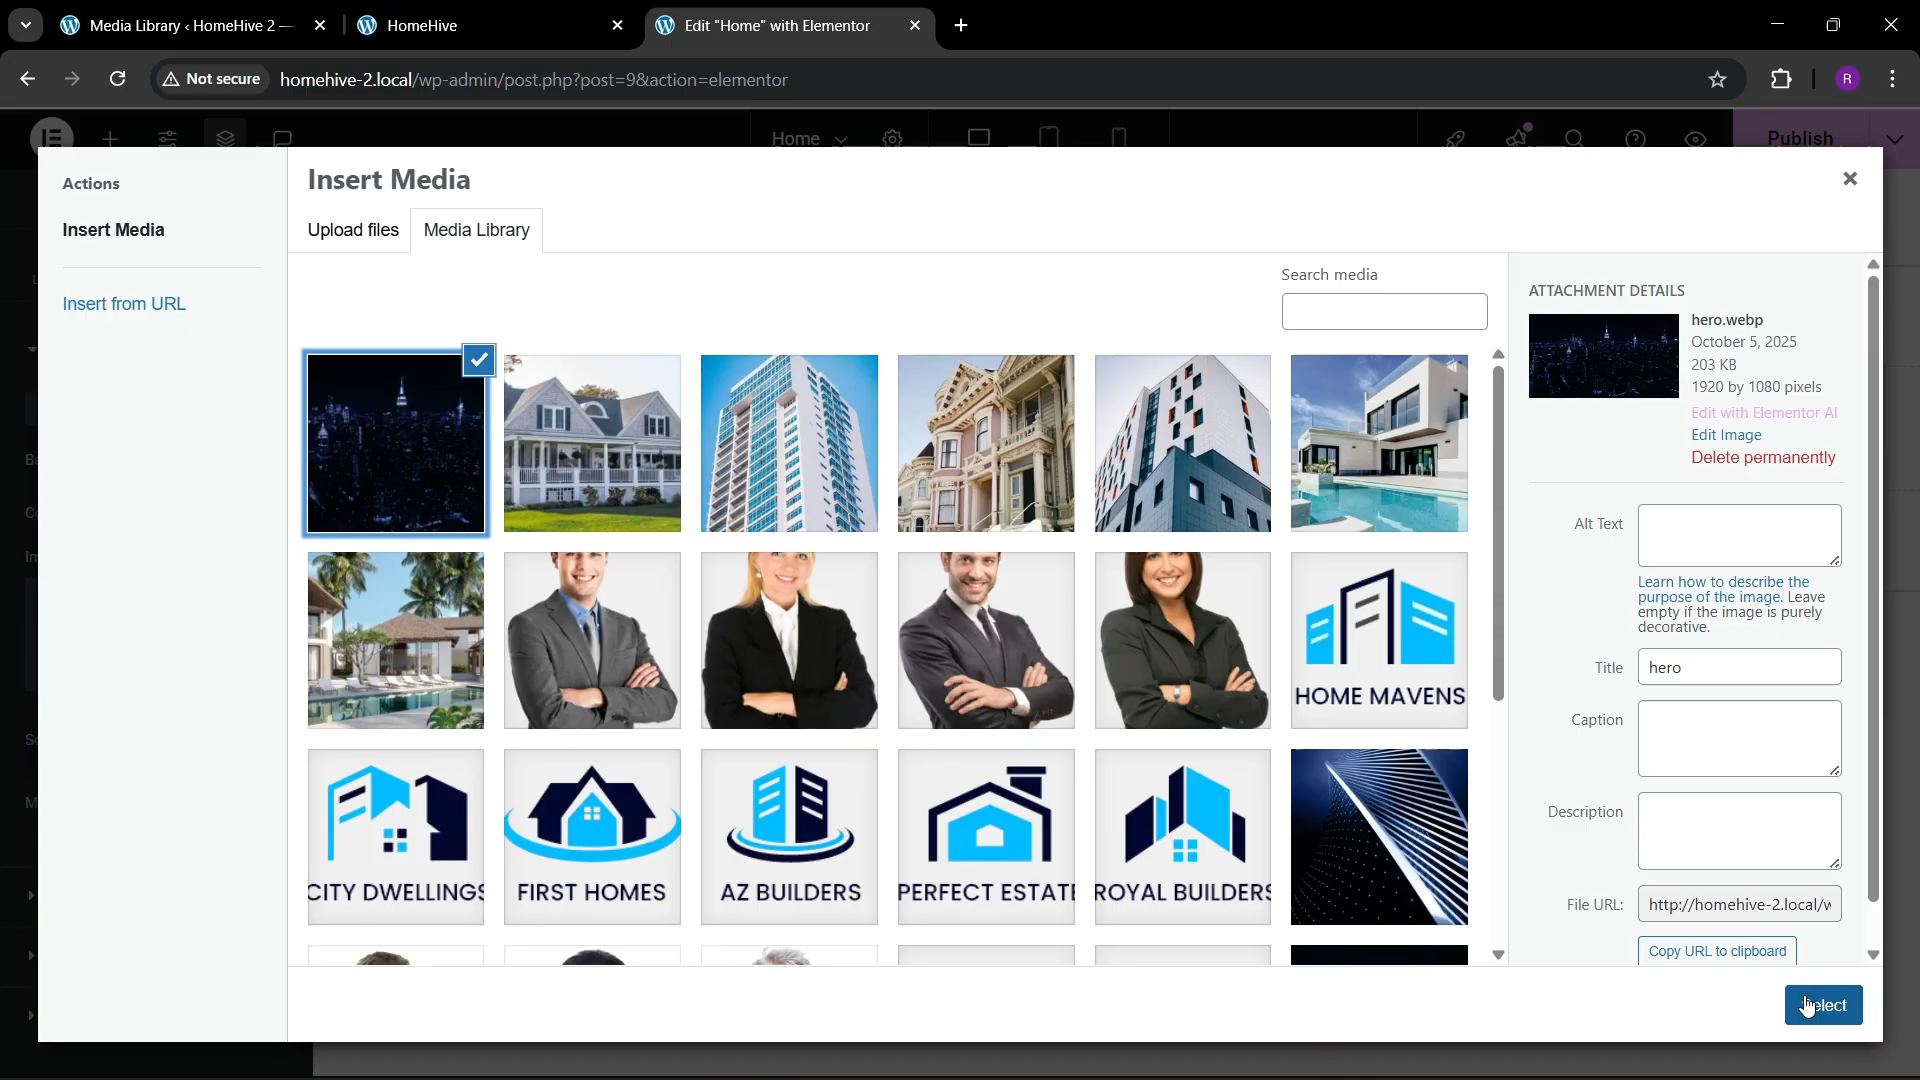 Media Library ‹ HomeHive 2 —
HomeHive
Edit "Home" with Elementor
Not secure
homehive-2.local/wp-admin/post.php?post=9&action=elementor
R
Home
Publish
Actions
Insert Media
Insert from URL
Insert Media
Upload files
Media Library
Search media
HOME MAVENS
CITY DWELLINGS
FIRST HOMES
AZ BUILDERS
PERFECT ESTATE
ROYAL BUILDERS
ATTACHMENT DETAILS
hero.webp
October 5, 2025
203 KB
1920 by 1080 pixels
Edit with Elementor AI
Edit Image
Delete permanently
Alt Text
Learn how to describe the
purpose of the image. Leave
empty if the image is purely
decorative.
Title
hero
Caption
Description
File URL:
http://homehive-2.local/w
Copy URL to clipboard
Select